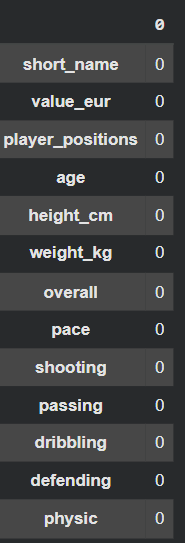 0
short_name 0
value_eur 0
player_positions 0
age 0
height_cm 0
weight_kg 0
overall 0
pace 0
shooting 0
passing 0
dribbling 0
defending 0
physic 0